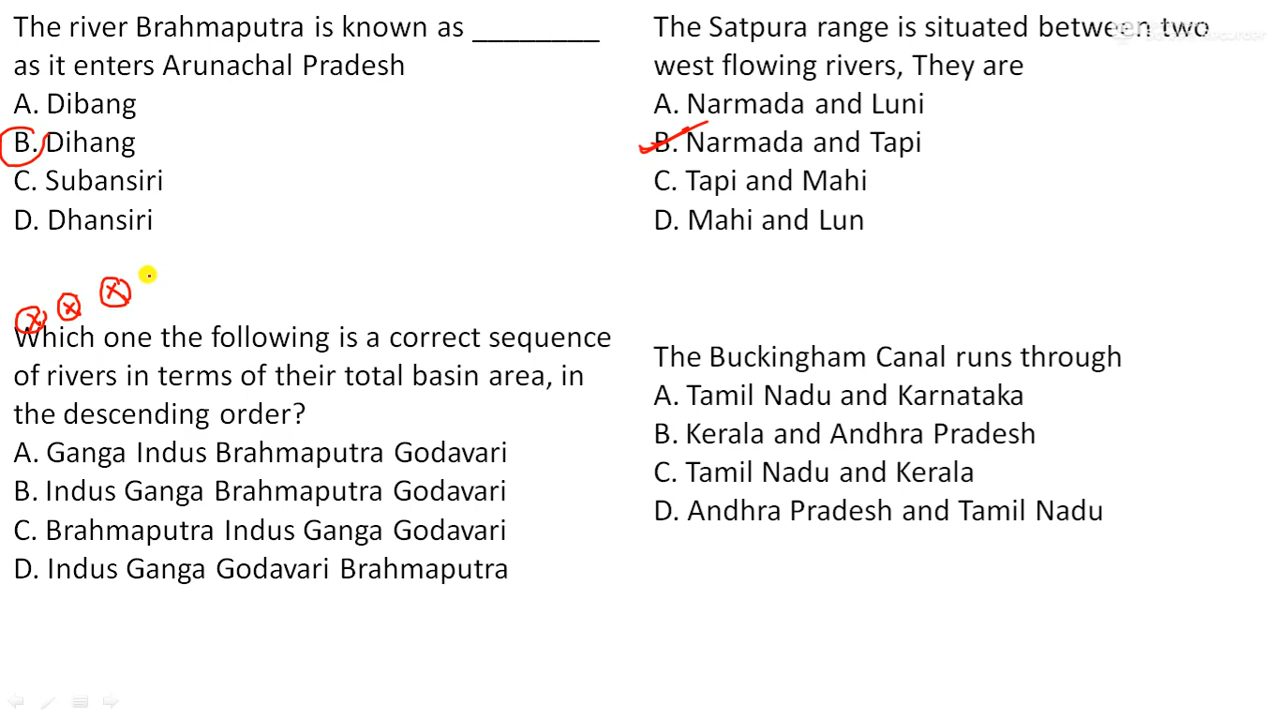 The river Brahmaputra is known as ________
as it enters Arunachal Pradesh
A. Dibang
B. Dihang
C. Subansiri
D. Dhansiri
The Satpura range is situated between two
west flowing rivers, They are
A. Narmada and Luni
B. Narmada and Tapi
C. Tapi and Mahi
D. Mahi and Lun
Which one the following is a correct sequence
of rivers in terms of their total basin area, in
the descending order?
A. Ganga Indus Brahmaputra Godavari
B. Indus Ganga Brahmaputra Godavari
C. Brahmaputra Indus Ganga Godavari
D. Indus Ganga Godavari Brahmaputra
The Buckingham Canal runs through
A. Tamil Nadu and Karnataka
B. Kerala and Andhra Pradesh
C. Tamil Nadu and Kerala
D. Andhra Pradesh and Tamil Nadu